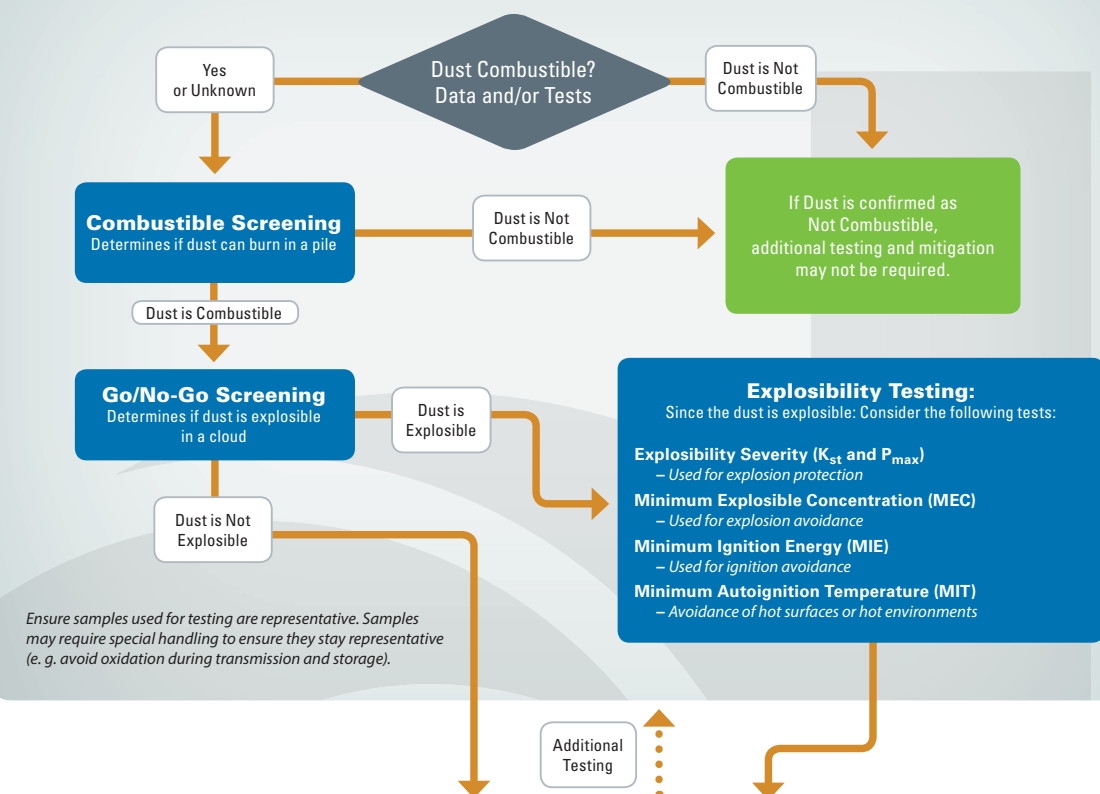 Dust Combustible?
Data and/or Tests
Yes
or Unknown
Dust is Not
Combustible
Combustible Screening
Determines if dust can burn in a pile
Dust is Not
Combustible
If Dust is confirmed as
Not Combustible,
additional testing and mitigation
may not be required.
Dust is Combustible
Go/No-Go Screening
Determines if dust is explosible
in a cloud
Dust is
Explosible
Explosibility Testing:
Since the dust is explosible: Consider the following tests:
Explosibility Severity (Kst and Pmax)
– Used for explosion protection
Minimum Explosible Concentration (MEC)
– Used for explosion avoidance
Minimum Ignition Energy (MIE)
– Used for ignition avoidance
Minimum Autoignition Temperature (MIT)
– Avoidance of hot surfaces or hot environments
Dust is Not
Explosible
Ensure samples used for testing are representative. Samples
may require special handling to ensure they stay representative
(e. g. avoid oxidation during transmission and storage).
Additional
Testing